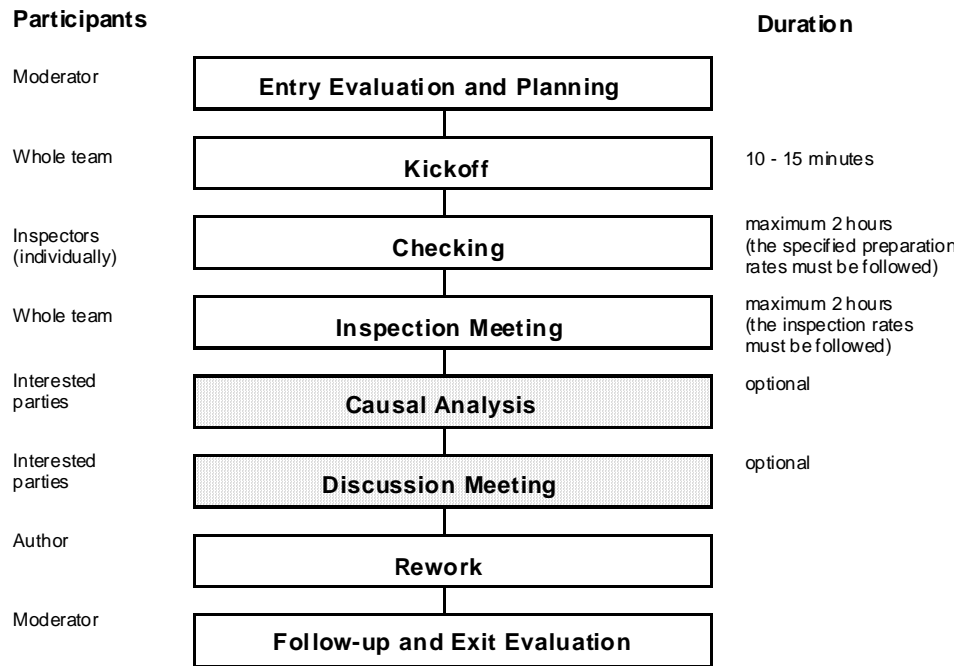 Participants
Duration
Moderator
Entry Evaluation and Planning
Whole team
Kickoff
10 - 15 minutes
Inspectors
(individually)
Checking
maximum 2 hours
(the specified preparation
rates must be followed)
Whole team
Inspection Meeting
maximum 2 hours
(the inspection rates
must be followed)
Interested
parties
Causal Analysis
optional
Interested
parties
Discussion Meeting
optional
Author
Rework
Moderator
Follow-up and Exit Evaluation